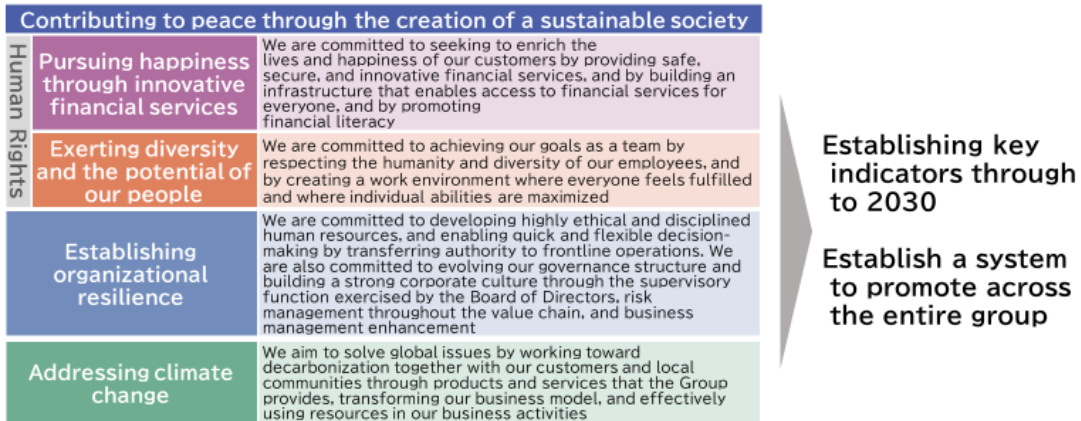 Contributing to peace through the creation of a sustainable society
Human Rights
Pursuing happiness
through innovative
financial services
We are committed to seeking to enrich the
lives and happiness of our customers by providing safe,
secure, and innovative financial services, and by building an
infrastructure that enables access to financial services for
everyone, and by promoting
financial literacy
Exerting diversity
and the potential of
our people
We are committed to achieving our goals as a team by
respecting the humanity and diversity of our employees, and
by creating a work environment where everyone feels fulfilled
and where individual abilities are maximized
Establishing
organizational
resilience
We are committed to developing highly ethical and disciplined
human resources, and enabling quick and flexible decision-
making by transferring authority to frontline operations. We
are also committed to evolving our governance structure and
building a strong corporate culture through the supervisory
function exercised by the Board of Directors, risk
management throughout the value chain, and business
management enhancement
Addressing climate
change
We aim to solve global issues by working toward
decarbonization together with our customers and local
communities through products and services that the Group
provides, transforming our business model, and effectively
using resources in our business activities
Establishing key
indicators through
to 2030
Establish a system
to promote across
the entire group